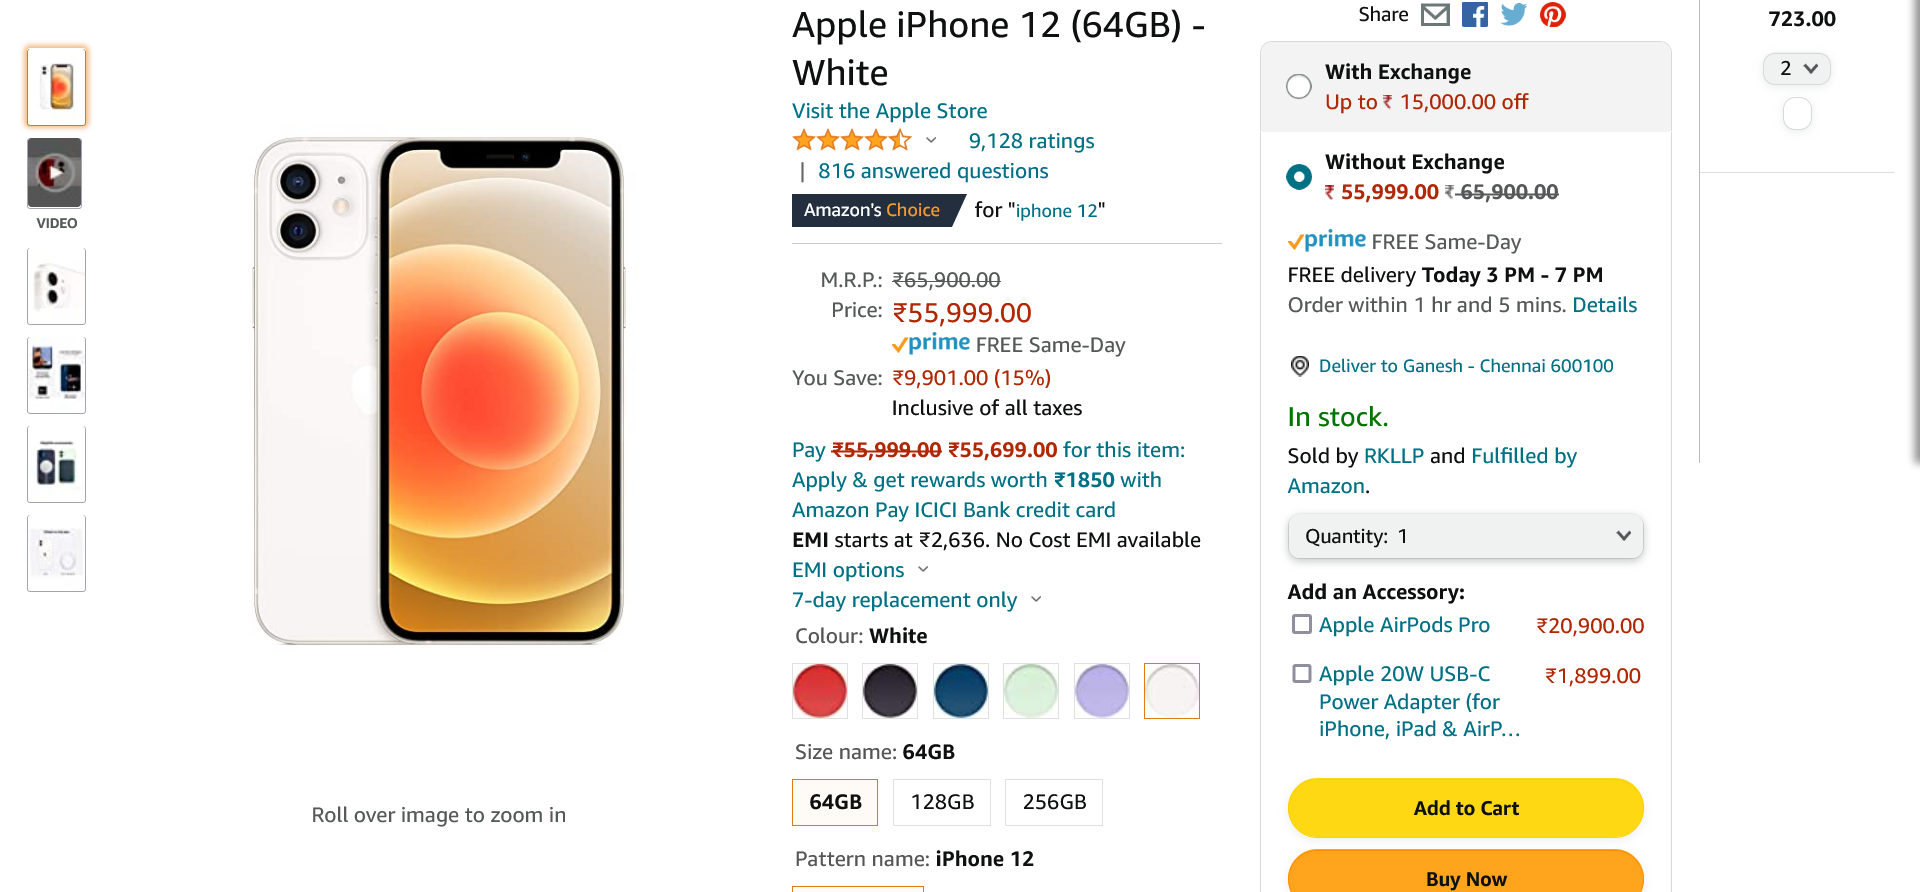 VIDEO
Roll over image to zoom in
Apple iPhone 12 (64GB) -
White
Visit the Apple Store
9,128 ratings
| 816 answered questions
Amazon's Choice for "iphone 12"
M.R.P.: ₹65,900.00
Price: ₹55,999.00
prime FREE Same-Day
You Save: ₹9,901.00 (15%)
Inclusive of all taxes
Pay ₹55,999.00 ₹55,699.00 for this item:
Apply & get rewards worth ₹1850 with
Amazon Pay ICICI Bank credit card
EMI starts at ₹2,636. No Cost EMI available
EMI options
7-day replacement only
Colour: White
Size name: 64GB
64GB 128GB 256GB
Pattern name: iPhone 12
Share
With Exchange
Up to ₹ 15,000.00 off
Without Exchange
₹ 55,999.00 ₹ 65,900.00
prime FREE Same-Day
FREE delivery Today 3 PM - 7 PM
Order within 1 hr and 5 mins. Details
Deliver to Ganesh - Chennai 600100
In stock.
Sold by RKLLP and Fulfilled by
Amazon.
Quantity: 1
Add an Accessory:
Apple AirPods Pro ₹20,900.00
Apple 20W USB-C ₹1,899.00
Power Adapter (for
iPhone, iPad & AirP...
Add to Cart
Buy Now
723.00
2